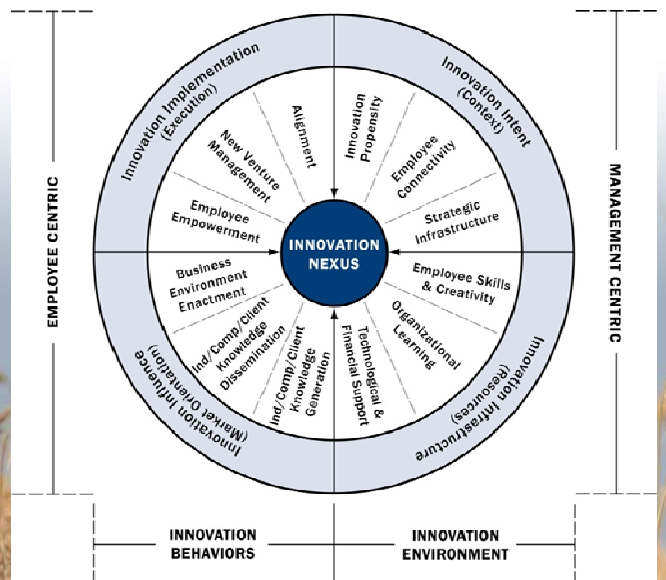 Innovation Implementation
(Execution)
Innovation Intent
(Context)
Alignment
Innovation
Propensity
New Venture
Management
Employee
Connectivity
Employee
Empowerment
Strategic
Infrastructure
EMPLOYEE CENTRIC
INNOVATION
NEXUS
MANAGEMENT CENTRIC
Business
Environment
Enactment
Employee Skills
& Creativity
Ind/Comp/Client
Knowledge
Dissemination
Organizational
Learning
Ind/Comp/Client
Knowledge
Generation
Technological &
Financial Support
Innovation Influence
(Market Orientation)
Innovation Infrastructure
(Resources)
INNOVATION
BEHAVIORS
INNOVATION
ENVIRONMENT